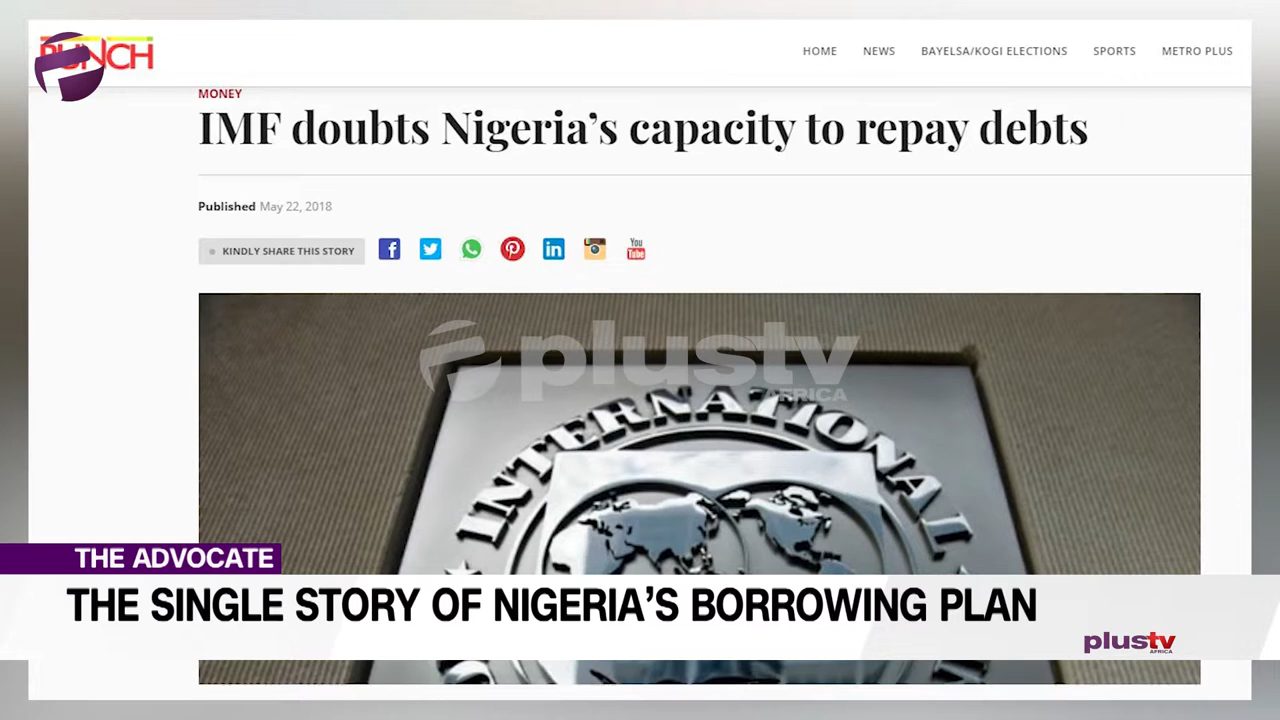 PUNCH
HOME NEWS BAYELSA/KOGI ELECTIONS SPORTS METRO PLUS
MONEY
IMF doubts Nigeria’s capacity to repay debts
Published May 22, 2018
KINDLY SHARE THIS STORY
You
Tube
plustv
AFRICA
INTERNATIONAL
THE ADVOCATE
THE SINGLE STORY OF NIGERIA’S BORROWING PLAN
plustv
AFRICA